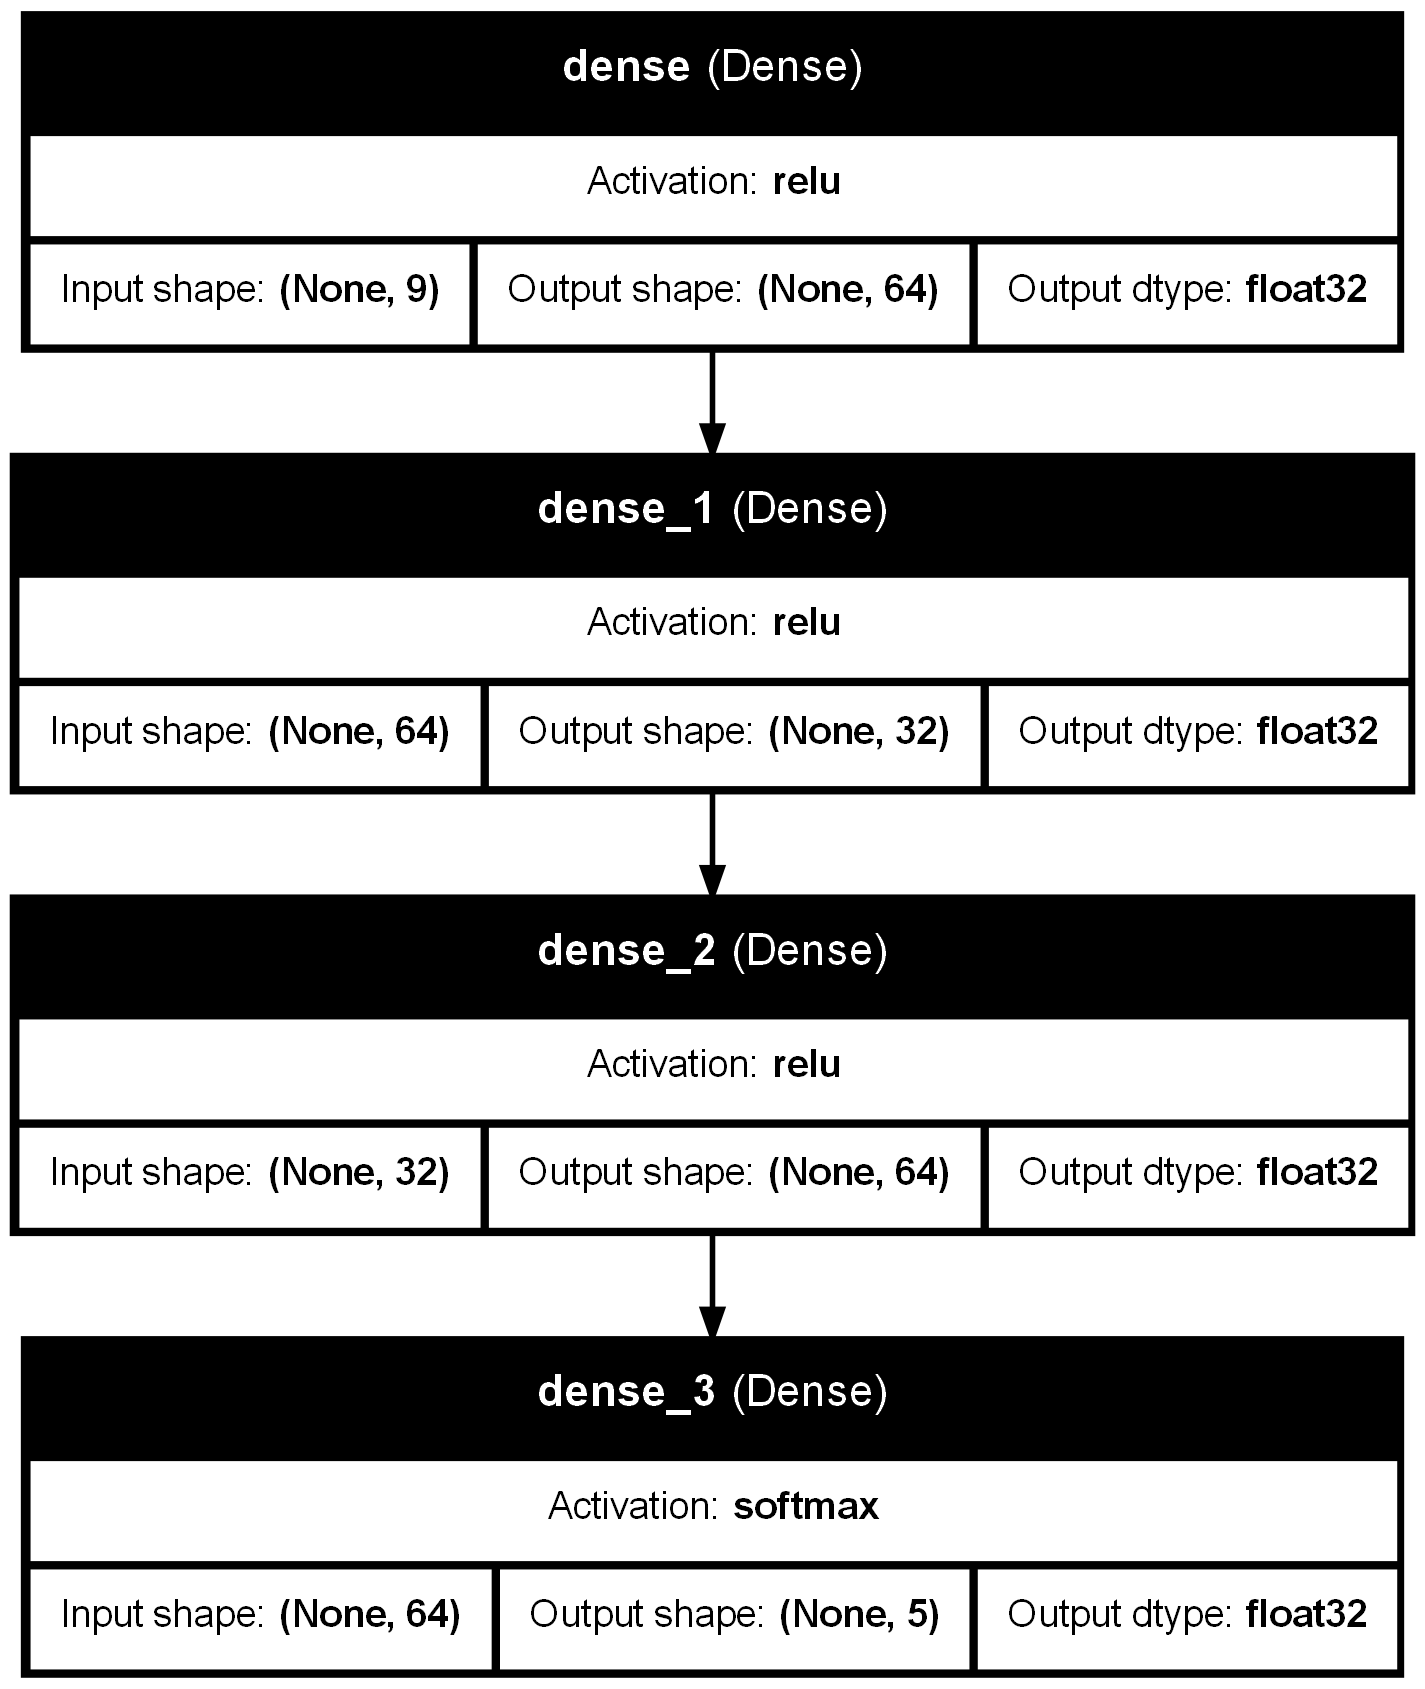 dense (Dense)
Activation: relu
Input shape: (None, 9) Output shape: (None, 64) Output dtype: float32
dense_1 (Dense)
Activation: relu
Input shape: (None, 64) Output shape: (None, 32) Output dtype: float32
dense_2 (Dense)
Activation: relu
Input shape: (None, 32) Output shape: (None, 64) Output dtype: float32
dense_3 (Dense)
Activation: softmax
Input shape: (None, 64) Output shape: (None, 5) Output dtype: float32